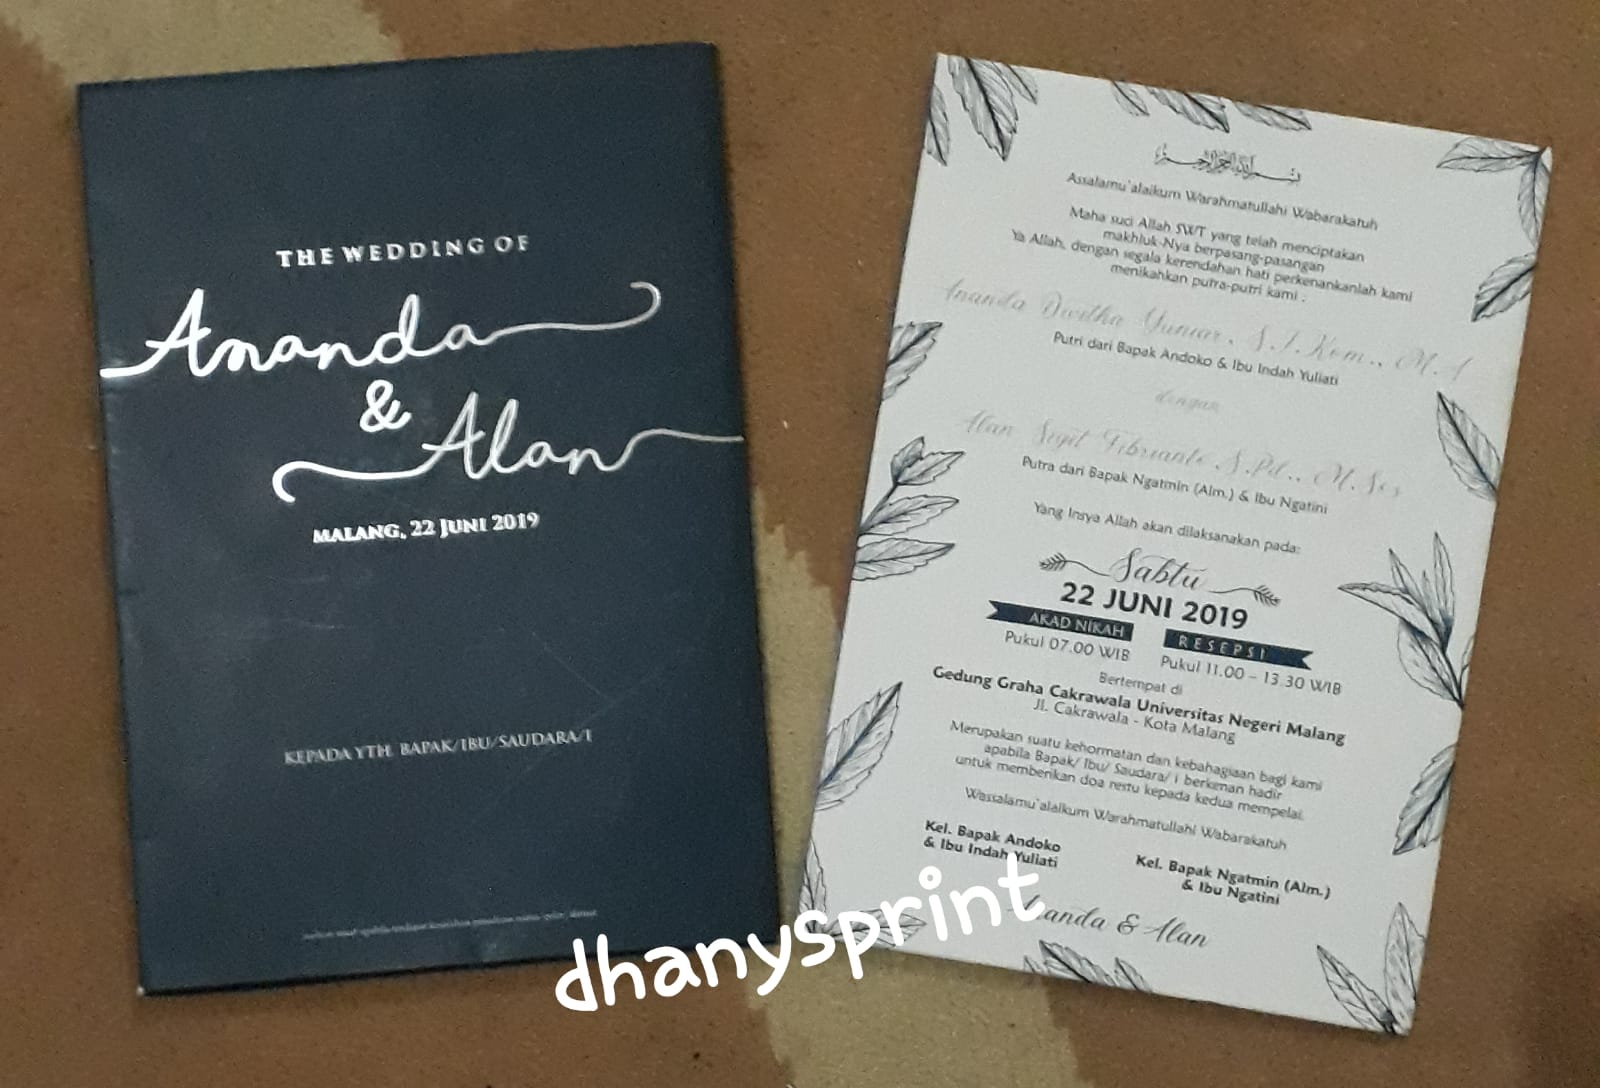 THE WEDDING OF
Ananda
&
Alan
MALANG, 22 JUNI 2019
KEPADA YTH. BAPAK/IBU/SAUDARA/I
Assalamu`alaikum Warahmatullahi Wabarakatuh
Maha suci Allah SWT yang telah menciptakan
makhluk-Nya berpasang-pasangan
Ya Allah, dengan segala kerendahan hati perkenankanlah kami
menikahkan putra-putri kami :
Ananda Dwitha Yuniar, S.I.Kom., M.
Putri dari Bapak Andoko & Ibu Indah Yuliati
dengan
Alan Sigit Fibrianto S.Pd., M.Sos
Putra dari Bapak Ngatmin (Alm.) & Ibu Ngatini
Yang Insya Allah akan dilaksanakan pada:
Sabtu
22 JUNI 2019
AKAD NIKAH
Pukul 07.00 WIB
RESEPSI
Pukul 11.00 - 13.30 WIB
Bertempat di
Gedung Graha Cakrawala Universitas Negeri Malang
Jl. Cakrawala - Kota Malang
Merupakan suatu kehormatan dan kebahagiaan bagi kami
apabila Bapak/ Ibu/ Saudara/ i berkenan hadir
untuk memberikan doa restu kepada kedua mempelai.
Wassalamu`alaikum Warahmatullahi Wabarakatuh
Kel. Bapak Andoko
& Ibu Indah Yuliati
Kel. Bapak Ngatmin (Alm.)
& Ibu Ngatini
Ananda & Alan
dhanysprint